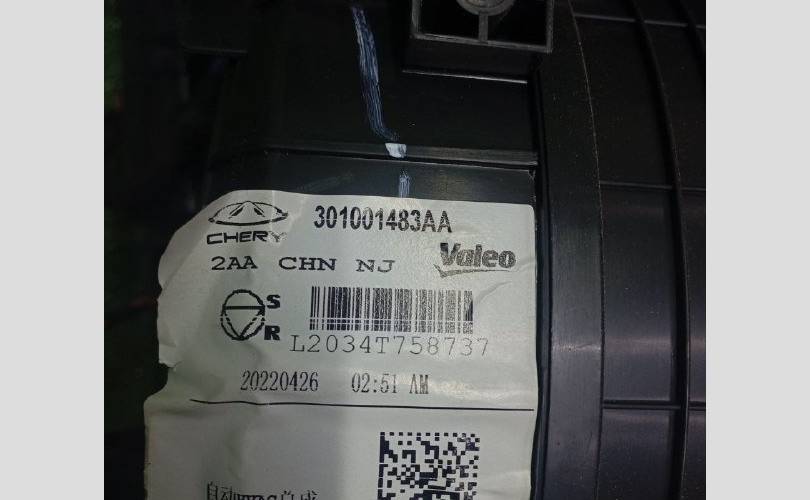 CHERY 301001483AA
2AA CHN NJ Valeo
S
R
L2034T758737
20220426 02:51 AM